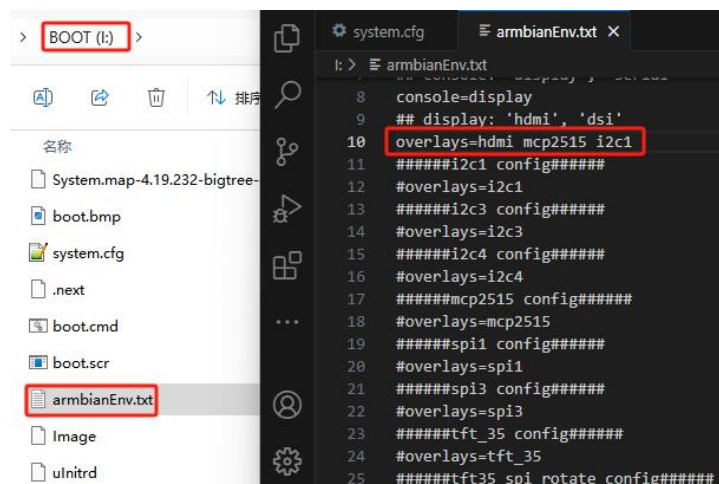 BOOT (I:)
排序
名称
System.map-4.19.232-bigtree-
boot.bmp
system.cfg
.next
boot.cmd
boot.scr
armbianEnv.txt
Image
uInitrd
system.cfg
armbianEnv.txt
I: > armbianEnv.txt
8 console=display
9 ## display: 'hdmi', 'dsi'
10 overlays=hdmi mcp2515 i2c1
11 ######i2c1 config######
12 #overlays=i2c1
13 ######i2c3 config######
14 #overlays=i2c3
15 ######i2c4 config######
16 #overlays=i2c4
17 ######mcp2515 config######
18 #overlays=mcp2515
19 ######spi1 config######
20 #overlays=spi1
21 ######spi3 config######
22 #overlays=spi3
23 ######tft_35 config######
24 #overlays=tft_35
25 ######tft35_spi rotate config######